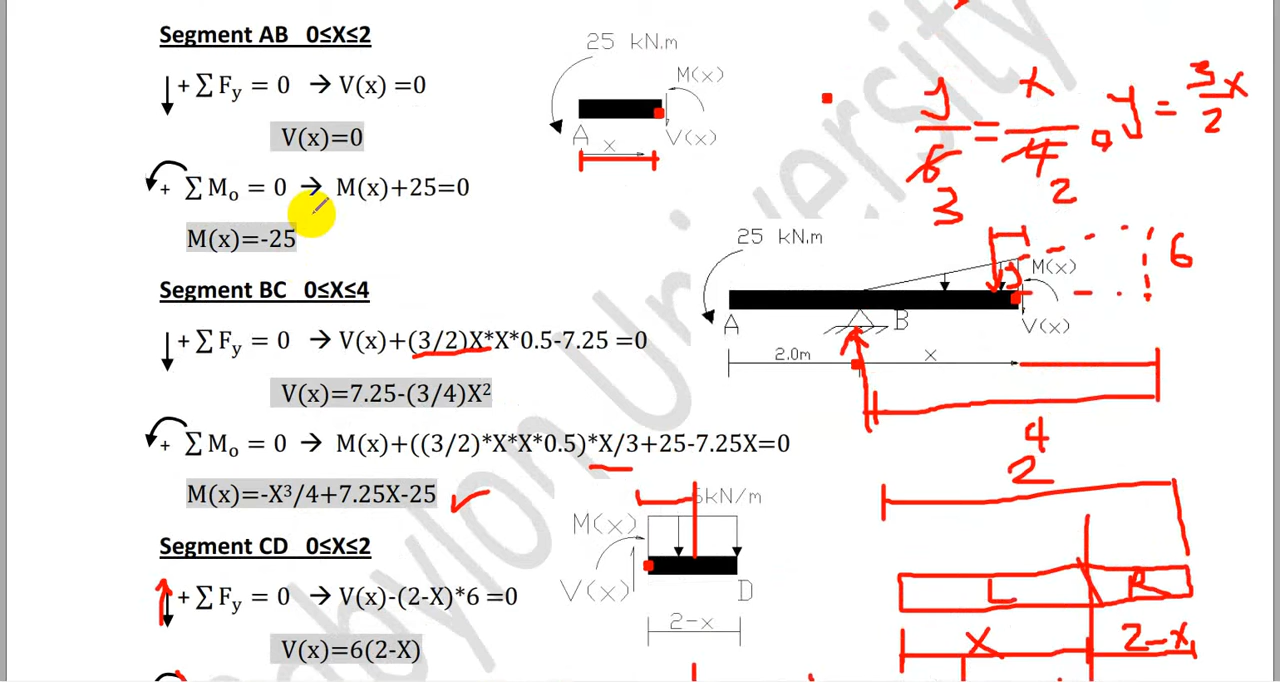 Segment AB 0≤X≤2
+ ∑ Fy = 0 → V(x) =0
V(x)=0
+ ∑ Mo = 0 → M(x)+25=0
M(x)=-25
Segment BC 0≤X≤4
+ ∑ Fy = 0 → V(x)+(3/2)X*X*0.5-7.25 =0
V(x)=7.25-(3/4)X²
+ ∑ Mo = 0 → M(x)+((3/2)*X*X*0.5)*X/3+25-7.25X=0
M(x)=-X³/4+7.25X-25
Segment CD 0≤X≤2
+ ∑ Fy = 0 → V(x)-(2-X)*6 =0
V(x)=6(2-X)
25 kN.m
M(x)
A
V(x)
x
y/6 = x/4 , y = 3x/2
3
2
25 kN.m
y
6
M(x)
A
B
V(x)
2.0m
x
4
2
kN/m
M(x)
V(x)
D
2-x
L
R
x
2-x
Babylon University